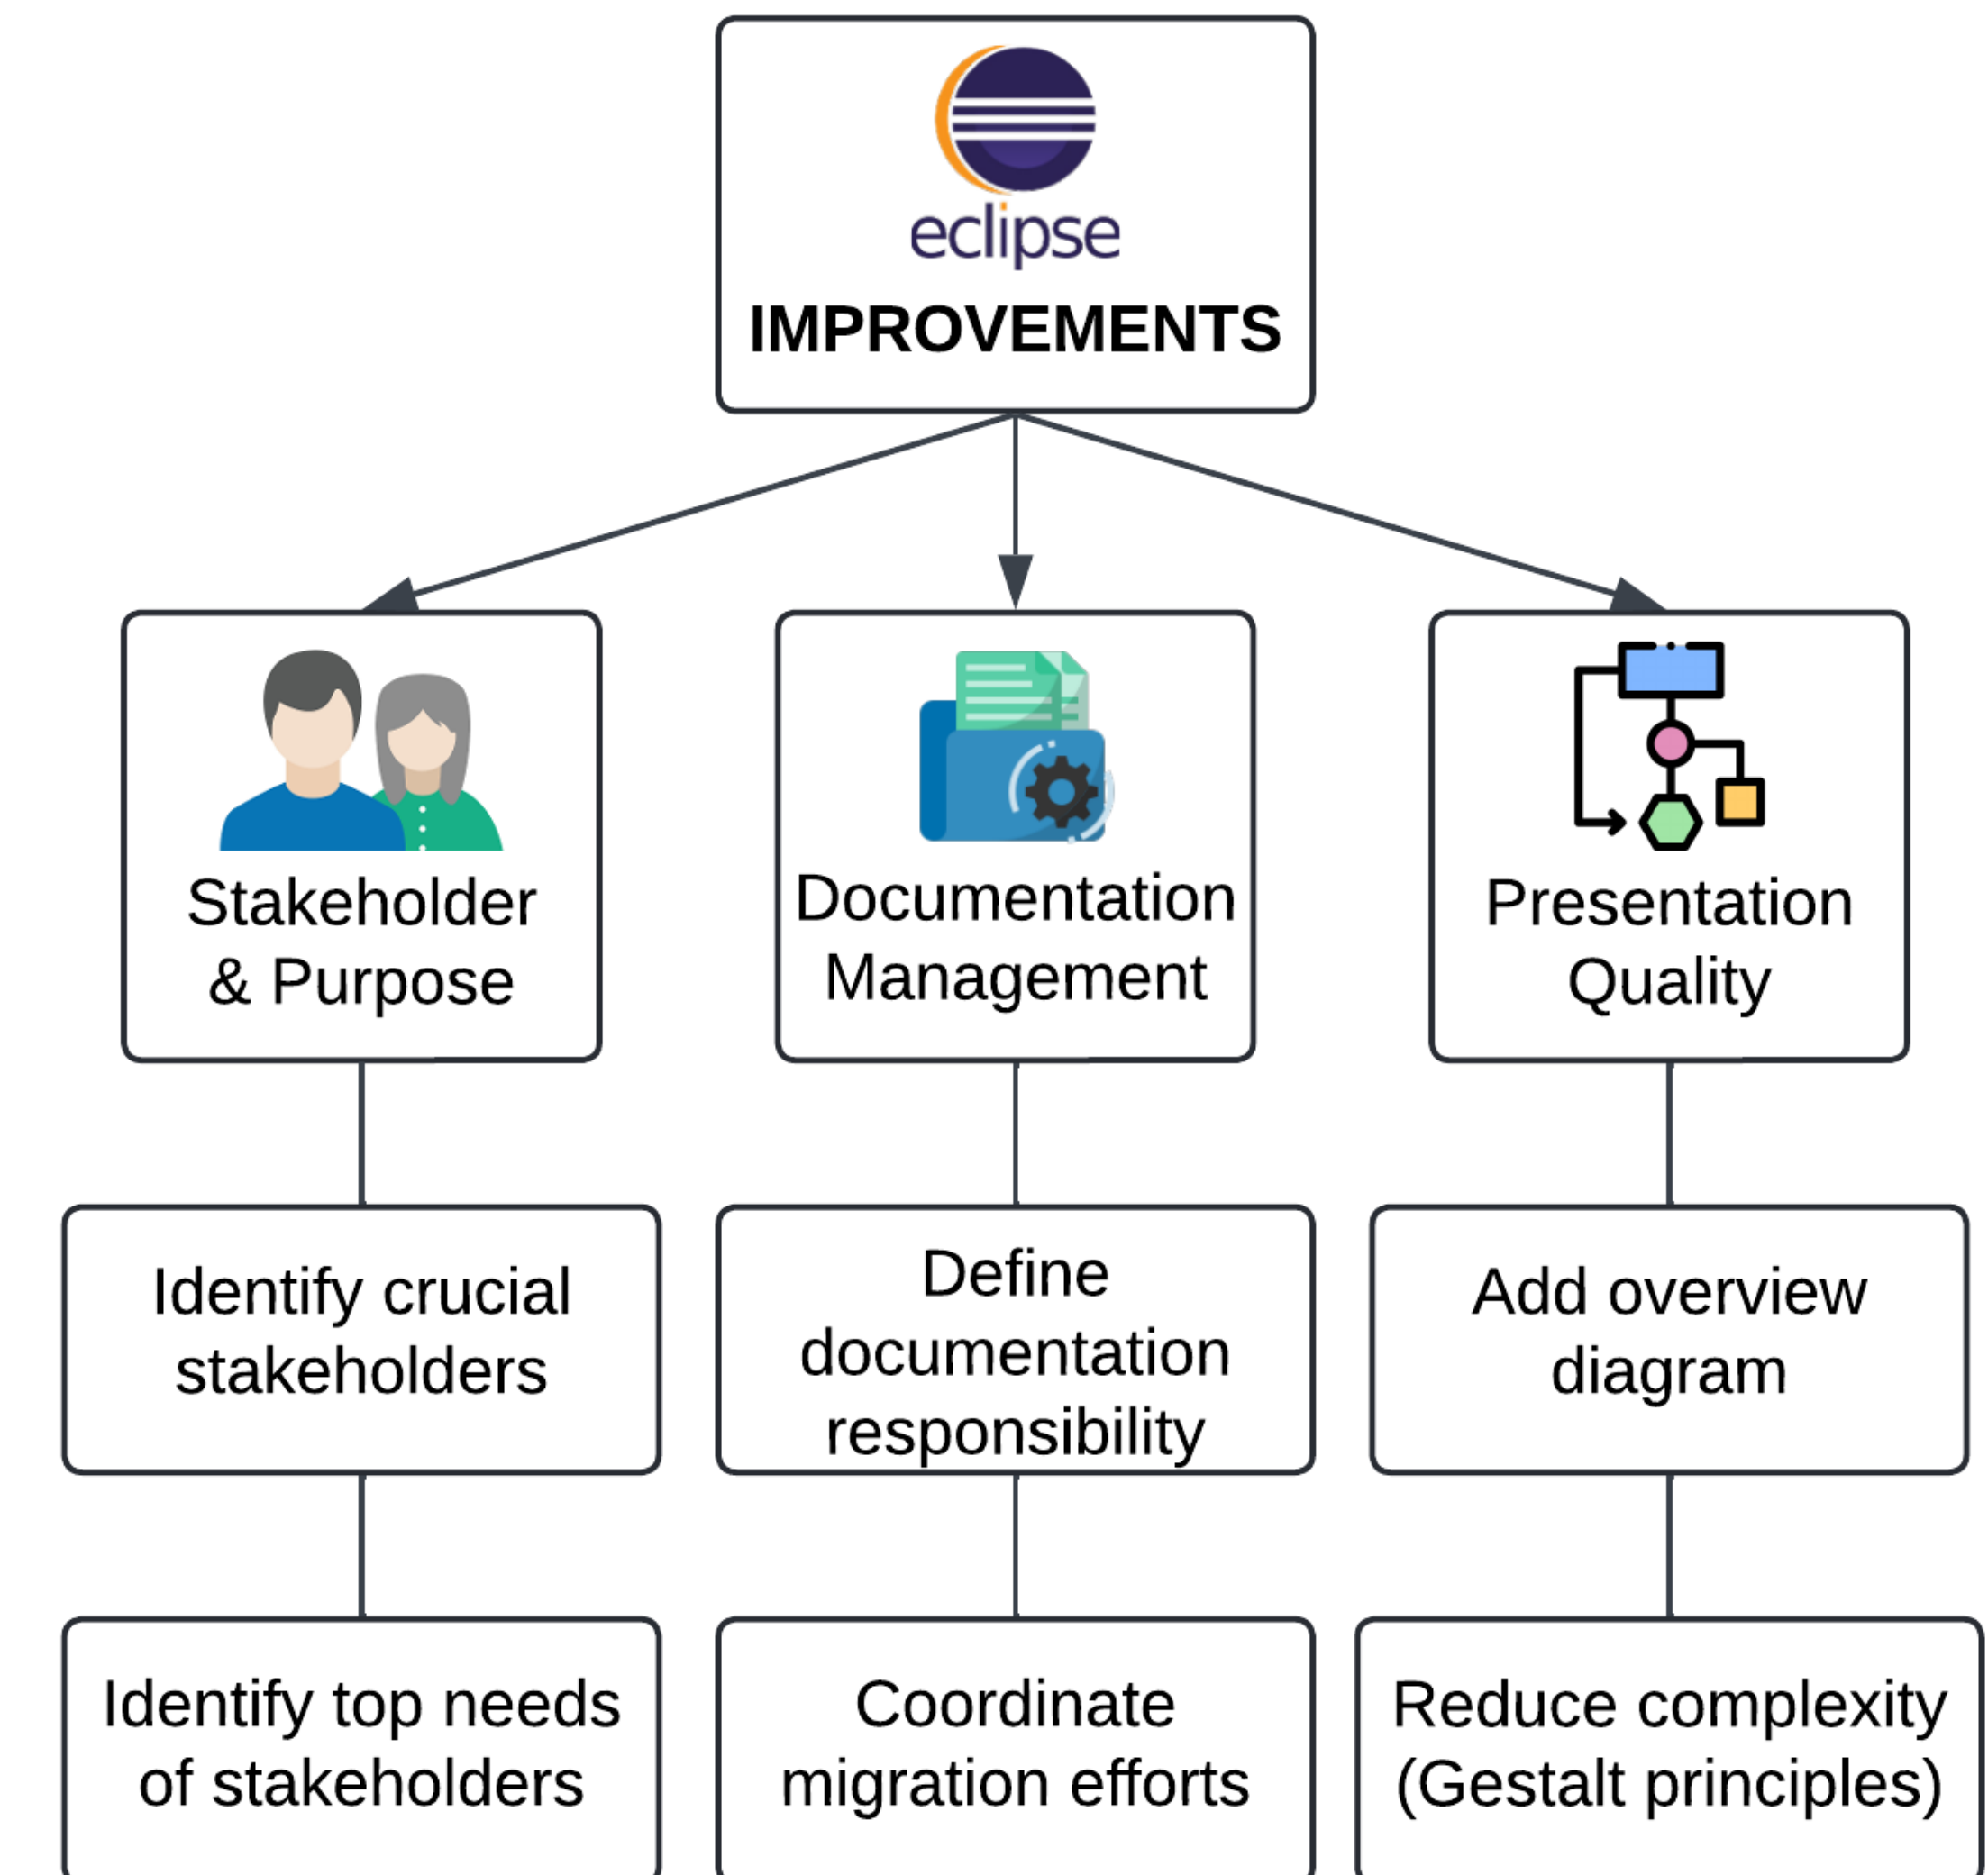 eclipse
IMPROVEMENTS
Stakeholder
& Purpose
Documentation
Management
Presentation
Quality
Identify crucial
stakeholders
Define
documentation
responsibility
Add overview
diagram
Identify top needs
of stakeholders
Coordinate
migration efforts
Reduce complexity
(Gestalt principles)